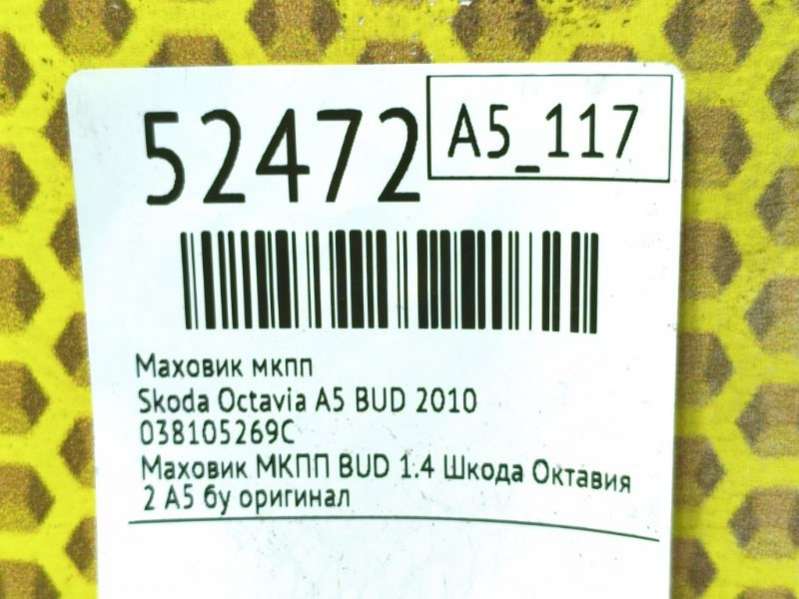 52472
A5_117
Маховик мкпп
Skoda Octavia A5 BUD 2010
038105269C
Маховик МКПП BUD 1.4 Шкода Октавия
2 А5 бу оригинал